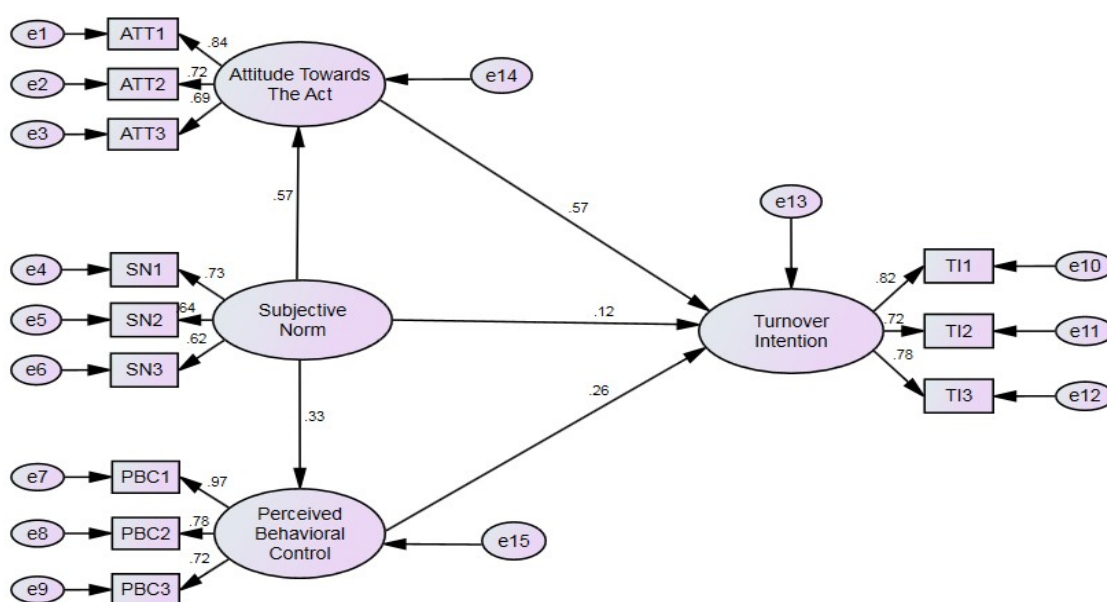 e1
ATT1
.84
e2
ATT2
.72
e3
ATT3
.69
Attitude Towards
The Act
e14
.57
.57
e13
e4
SN1
.73
e5
SN2
64
e6
SN3
.62
Subjective
Norm
.12
Turnover
Intention
.82
TI1
e10
.72
TI2
e11
.78
TI3
e12
.33
.26
e7
PBC1
.97
e8
PBC2
.78
e9
PBC3
.72
Perceived
Behavioral
Control
e15